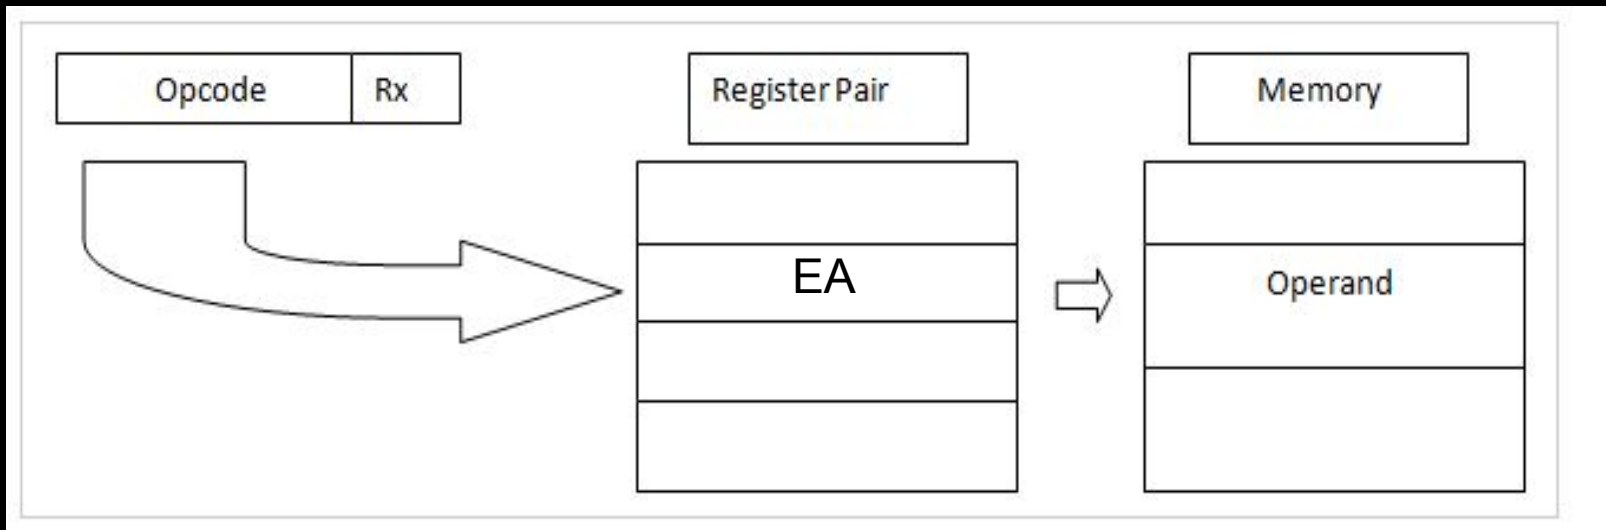 Opcode
Rx
Register Pair
Memory
EA
Operand